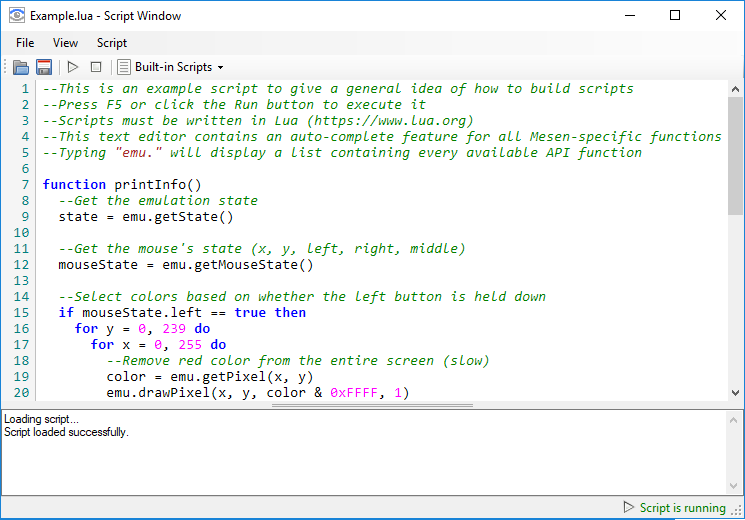 Example.lua - Script Window
File View Script
Built-in Scripts
1 --This is an example script to give a general idea of how to build scripts
2 --Press F5 or click the Run button to execute it
3 --Scripts must be written in Lua (https://www.lua.org)
4 --This text editor contains an auto-complete feature for all Mesen-specific functions
5 --Typing "emu." will display a list containing every available API function
6
7 function printInfo()
8   --Get the emulation state
9   state = emu.getState()
10
11   --Get the mouse's state (x, y, left, right, middle)
12   mouseState = emu.getMouseState()
13
14   --Select colors based on whether the left button is held down
15   if mouseState.left == true then
16     for y = 0, 239 do
17       for x = 0, 255 do
18         --Remove red color from the entire screen (slow)
19         color = emu.getPixel(x, y)
20         emu.drawPixel(x, y, color & 0xFFFF, 1)
Loading script...
Script loaded successfully.
Script is running